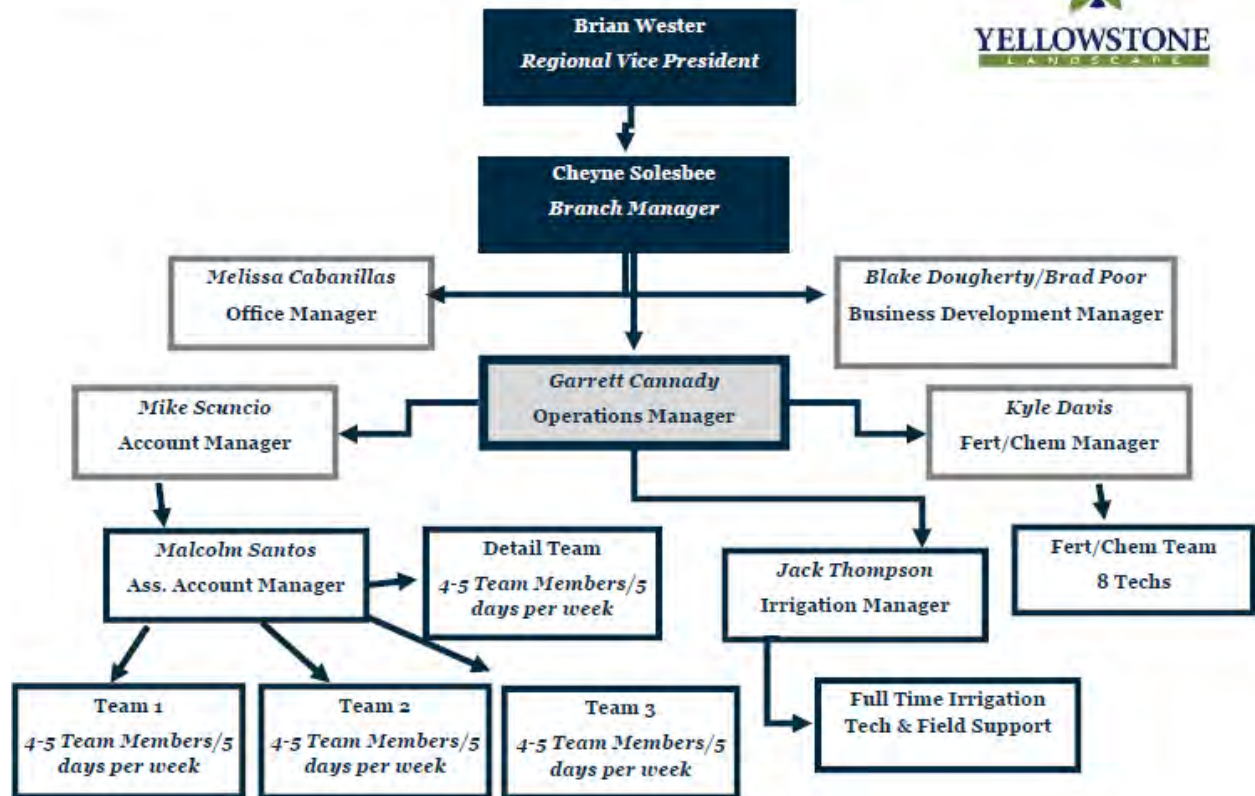 Brian Wester
Regional Vice President
YELLOWSTONE
LANDSCAPE
Cheyne Solesbee
Branch Manager
Melissa Cabanillas
Office Manager
Blake Dougherty/Brad Poor
Business Development Manager
Garrett Cannady
Operations Manager
Mike Scuncio
Account Manager
Kyle Davis
Fert/Chem Manager
Malcolm Santos
Ass. Account Manager
Detail Team
4-5 Team Members/5
days per week
Jack Thompson
Irrigation Manager
Fert/Chem Team
8 Techs
Team 1
4-5 Team Members/5
days per week
Team 2
4-5 Team Members/5
days per week
Team 3
4-5 Team Members/5
days per week
Full Time Irrigation
Tech & Field Support